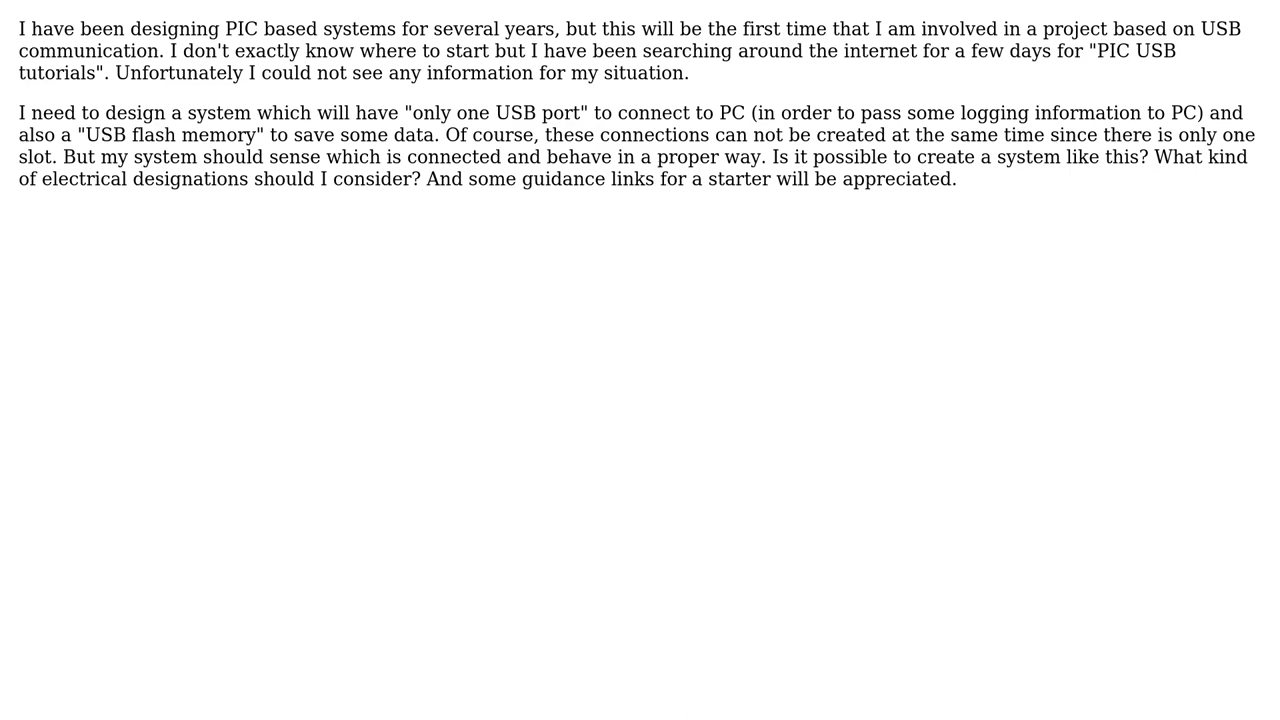 I have been designing PIC based systems for several years, but this will be the first time that I am involved in a project based on USB
communication. I don't exactly know where to start but I have been searching around the internet for a few days for "PIC USB
tutorials". Unfortunately I could not see any information for my situation.
I need to design a system which will have "only one USB port" to connect to PC (in order to pass some logging information to PC) and
also a "USB flash memory" to save some data. Of course, these connections can not be created at the same time since there is only one
slot. But my system should sense which is connected and behave in a proper way. Is it possible to create a system like this? What kind
of electrical designations should I consider? And some guidance links for a starter will be appreciated.